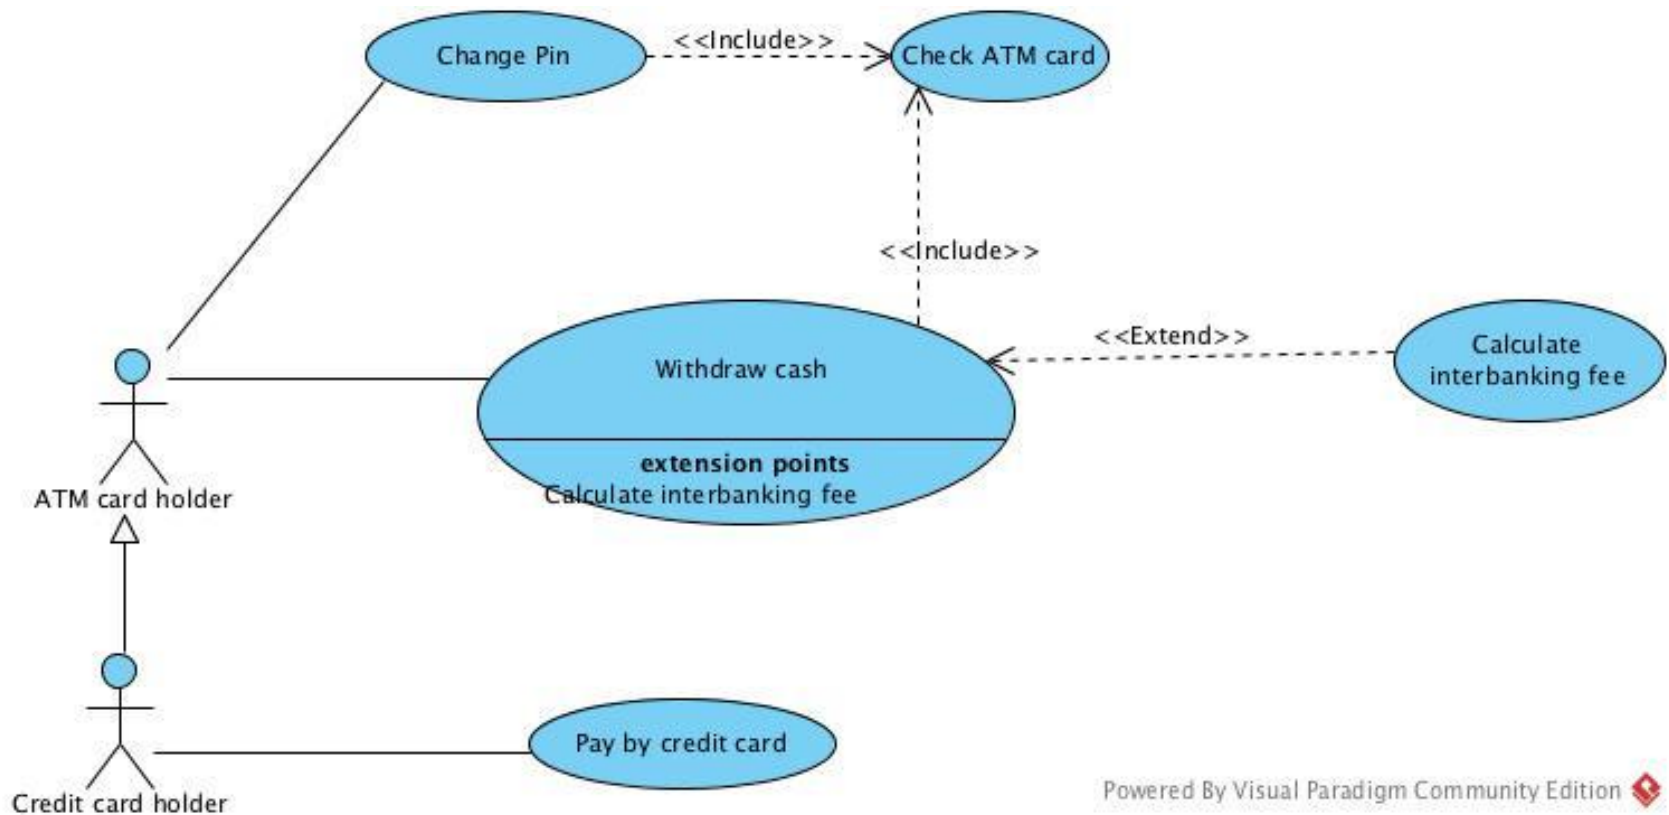 Change Pin
<<Include>>
Check ATM card
<<Include>>
<<Extend>>
Calculate
interbanking fee
Withdraw cash
extension points
Calculate interbanking fee
ATM card holder
Pay by credit card
Credit card holder
Powered By Visual Paradigm Community Edition